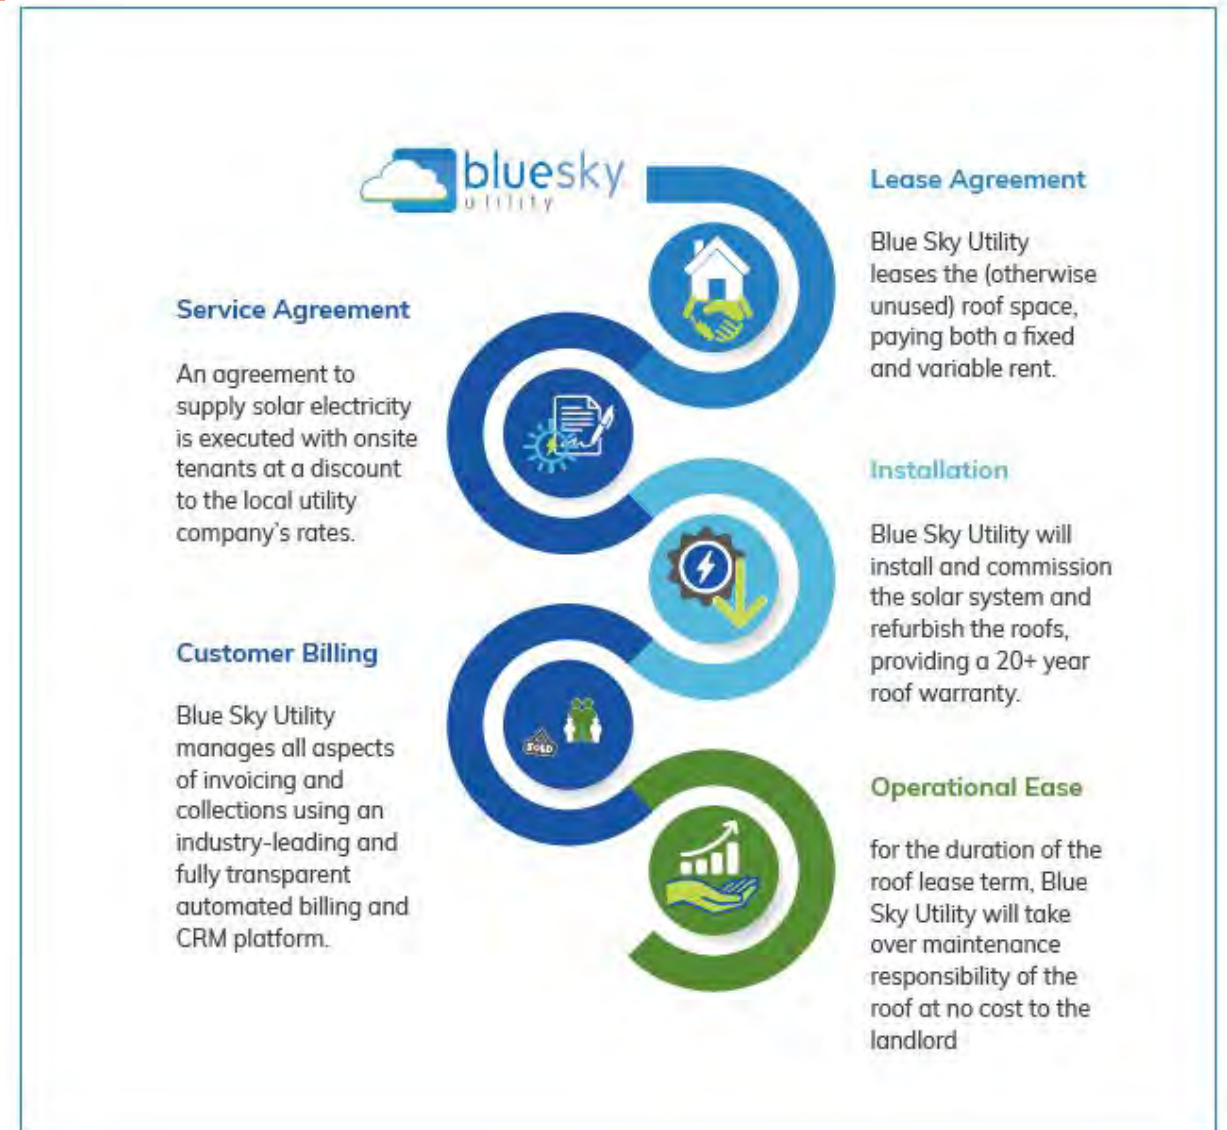 bluesky
utility
Lease Agreement
Blue Sky Utility
leases the (otherwise
unused) roof space,
paying both a fixed
and variable rent.
Service Agreement
An agreement to
supply solar electricity
is executed with onsite
tenants at a discount
to the local utility
company's rates.
Installation
Blue Sky Utility will
install and commission
the solar system and
refurbish the roofs,
providing a 20+ year
roof warranty.
Customer Billing
Blue Sky Utility
manages all aspects
of invoicing and
collections using an
industry-leading and
fully transparent
automated billing and
CRM platform.
SOLD
Operational Ease
for the duration of the
roof lease term, Blue
Sky Utility will take
over maintenance
responsibility of the
roof at no cost to the
landlord